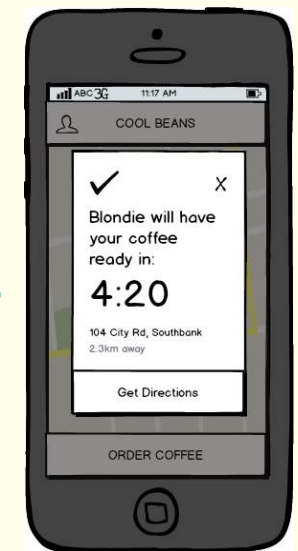 ABC 3G 11:17 AM
COOL BEANS
X
Blondie will have
your coffee
ready in:
4:20
104 City Rd, Southbank
2.3km away
Get Directions
ORDER COFFEE